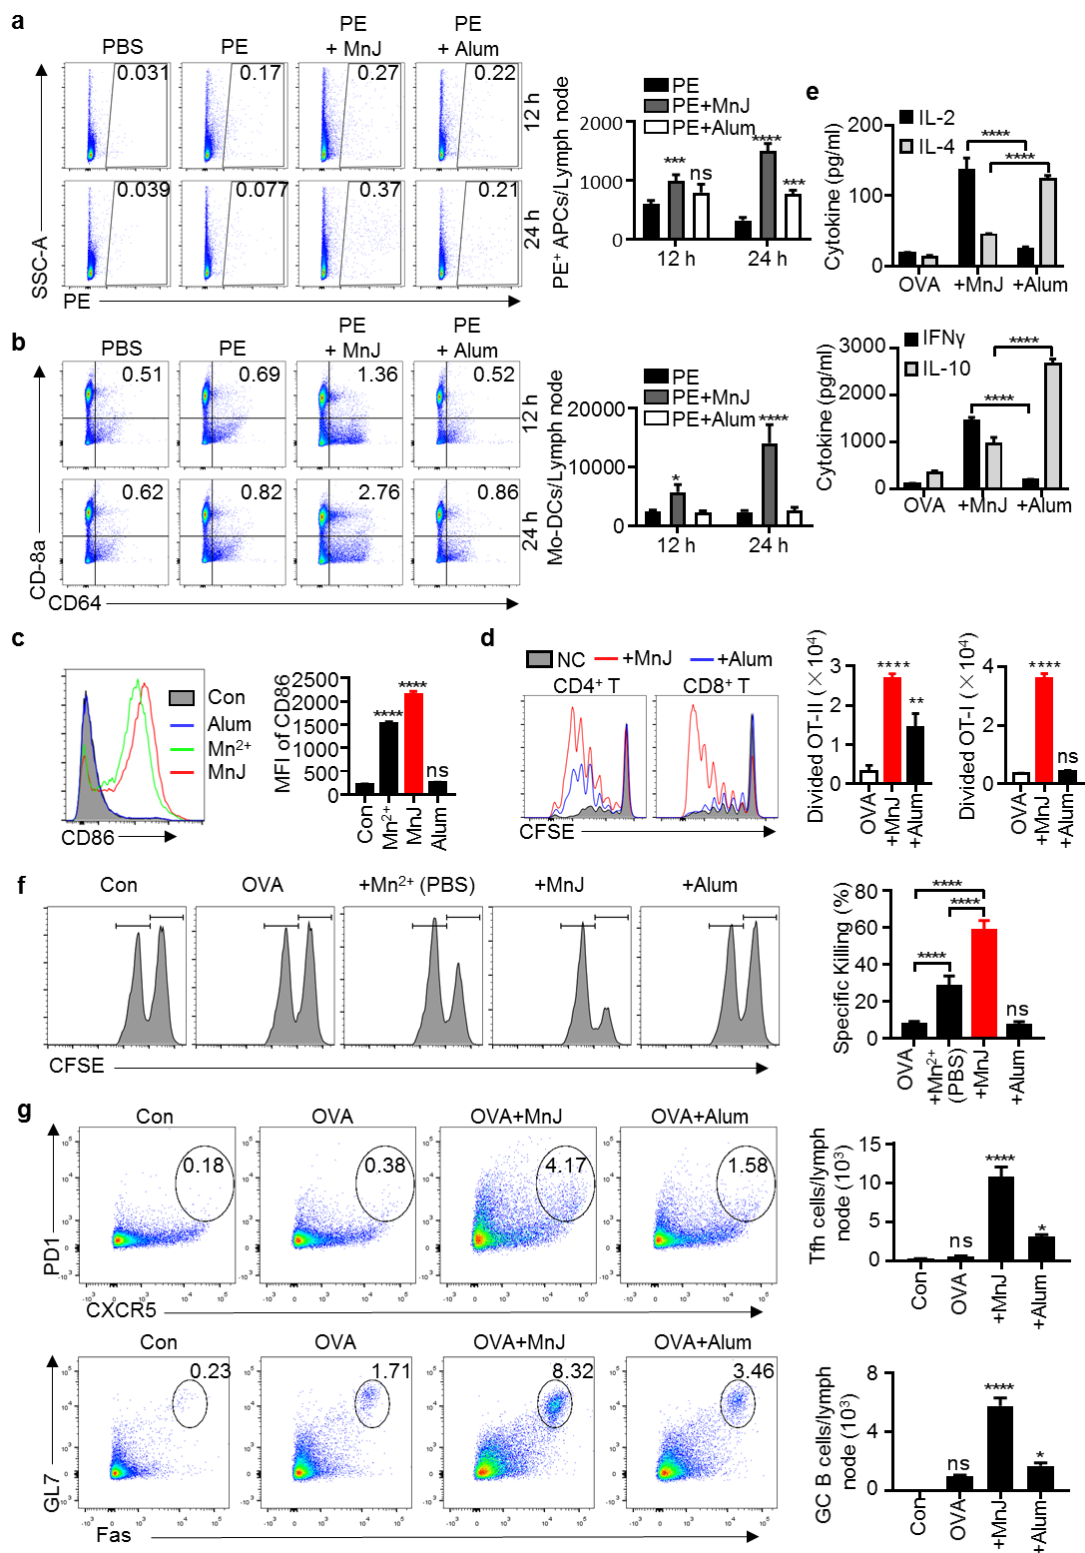 a
PBS
PE
PE
+ MnJ
PE
+ Alum
0.031
0.17
0.27
0.22
12 h
0.039
0.077
0.37
0.21
24 h
SSC-A
PE
PE+ APCs/Lymph node
PE
PE+MnJ
PE+Alum
2000
1000
0
***
ns
****
***
12 h
24 h
e
IL-2
IL-4
Cytokine (pg/ml)
200
100
0
****
****
OVA
+MnJ
+Alum
IFNγ
IL-10
Cytokine (pg/ml)
3000
2000
1000
0
****
****
OVA
+MnJ
+Alum
b
PBS
PE
PE
+ MnJ
PE
+ Alum
0.51
0.69
1.36
0.52
12 h
0.62
0.82
2.76
0.86
24 h
CD-8a
CD64
Mo-DCs/Lymph node
PE
PE+MnJ
PE+Alum
20000
10000
0
*
****
12 h
24 h
c
Con
Alum
Mn2+
MnJ
CD86
MFI of CD86
2500
2000
1500
1000
500
0
****
****
ns
Con
Mn2+
MnJ
Alum
d
NC
+MnJ
+Alum
CD4+ T
CD8+ T
CFSE
Divided OT-II (×10⁴)
3
2
1
0
****
**
OVA
+MnJ
+Alum
Divided OT-I (×10⁴)
4
2
0
****
ns
OVA
+MnJ
+Alum
f
Con
OVA
+Mn2+ (PBS)
+MnJ
+Alum
CFSE
Specific Killing (%)
80
60
40
20
0
****
****
****
ns
OVA
+Mn2+
(PBS)
+MnJ
+Alum
g
Con
OVA
OVA+MnJ
OVA+Alum
0.18
0.38
4.17
1.58
PD1
CXCR5
Tfh cells/lymph
node (10³)
15
10
5
0
ns
****
*
Con
OVA
+MnJ
+Alum
Con
OVA
OVA+MnJ
OVA+Alum
0.23
1.71
8.32
3.46
GL7
Fas
GC B cells/lymph
node (10³)
8
4
0
ns
****
*
Con
OVA
+MnJ
+Alum